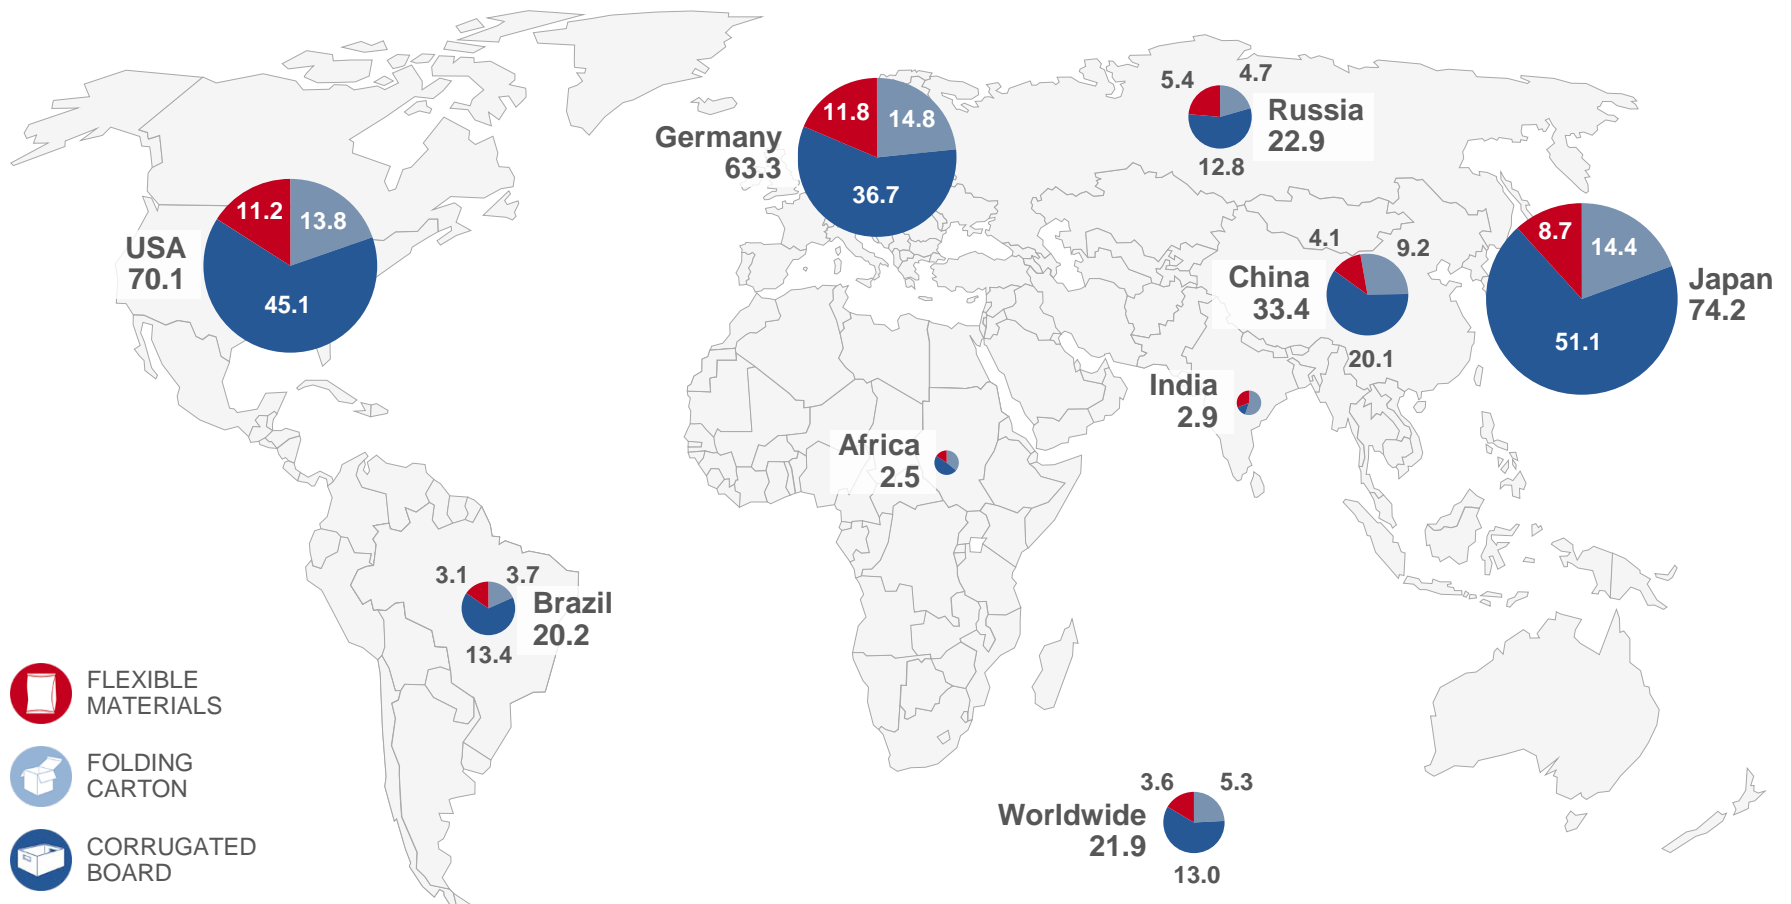 5.4
4.7
Russia
22.9
12.8
11.8
14.8
Germany
63.3
36.7
11.2
13.8
USA
70.1
45.1
4.1
9.2
China
33.4
20.1
8.7
14.4
Japan
74.2
51.1
India
2.9
Africa
2.5
3.1
3.7
Brazil
20.2
13.4
FLEXIBLE
MATERIALS
FOLDING
CARTON
CORRUGATED
BOARD
3.6
5.3
Worldwide
21.9
13.0